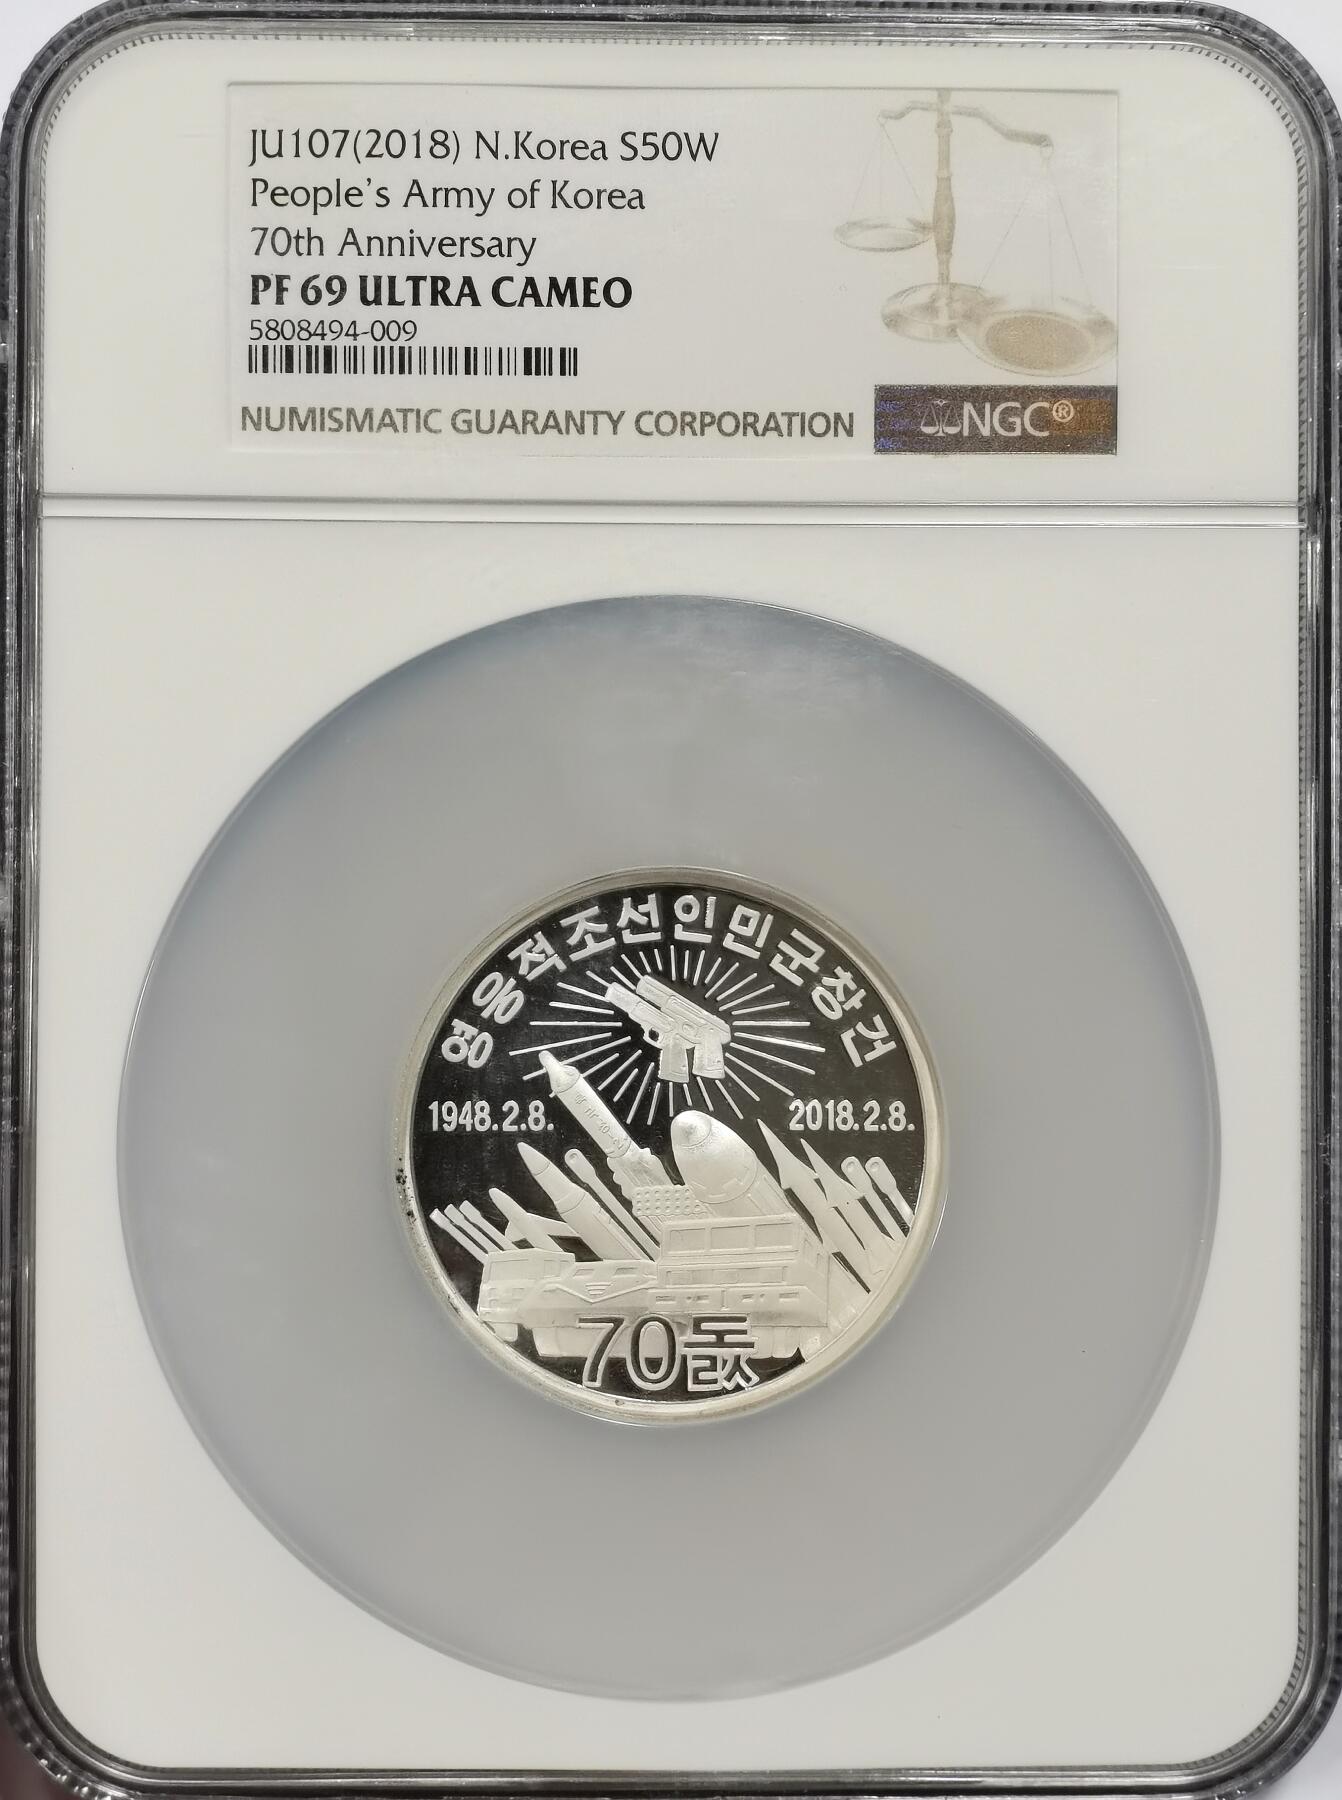 JU107(2018) N.Korea S50W
People's Army of Korea
70th Anniversary
PF 69 ULTRA CAMEO
5808494-009
NUMISMATIC GUARANTY CORPORATION
NGC®
영웅적조선인민군창건
1948.2.8.
2018.2.8.
70돐